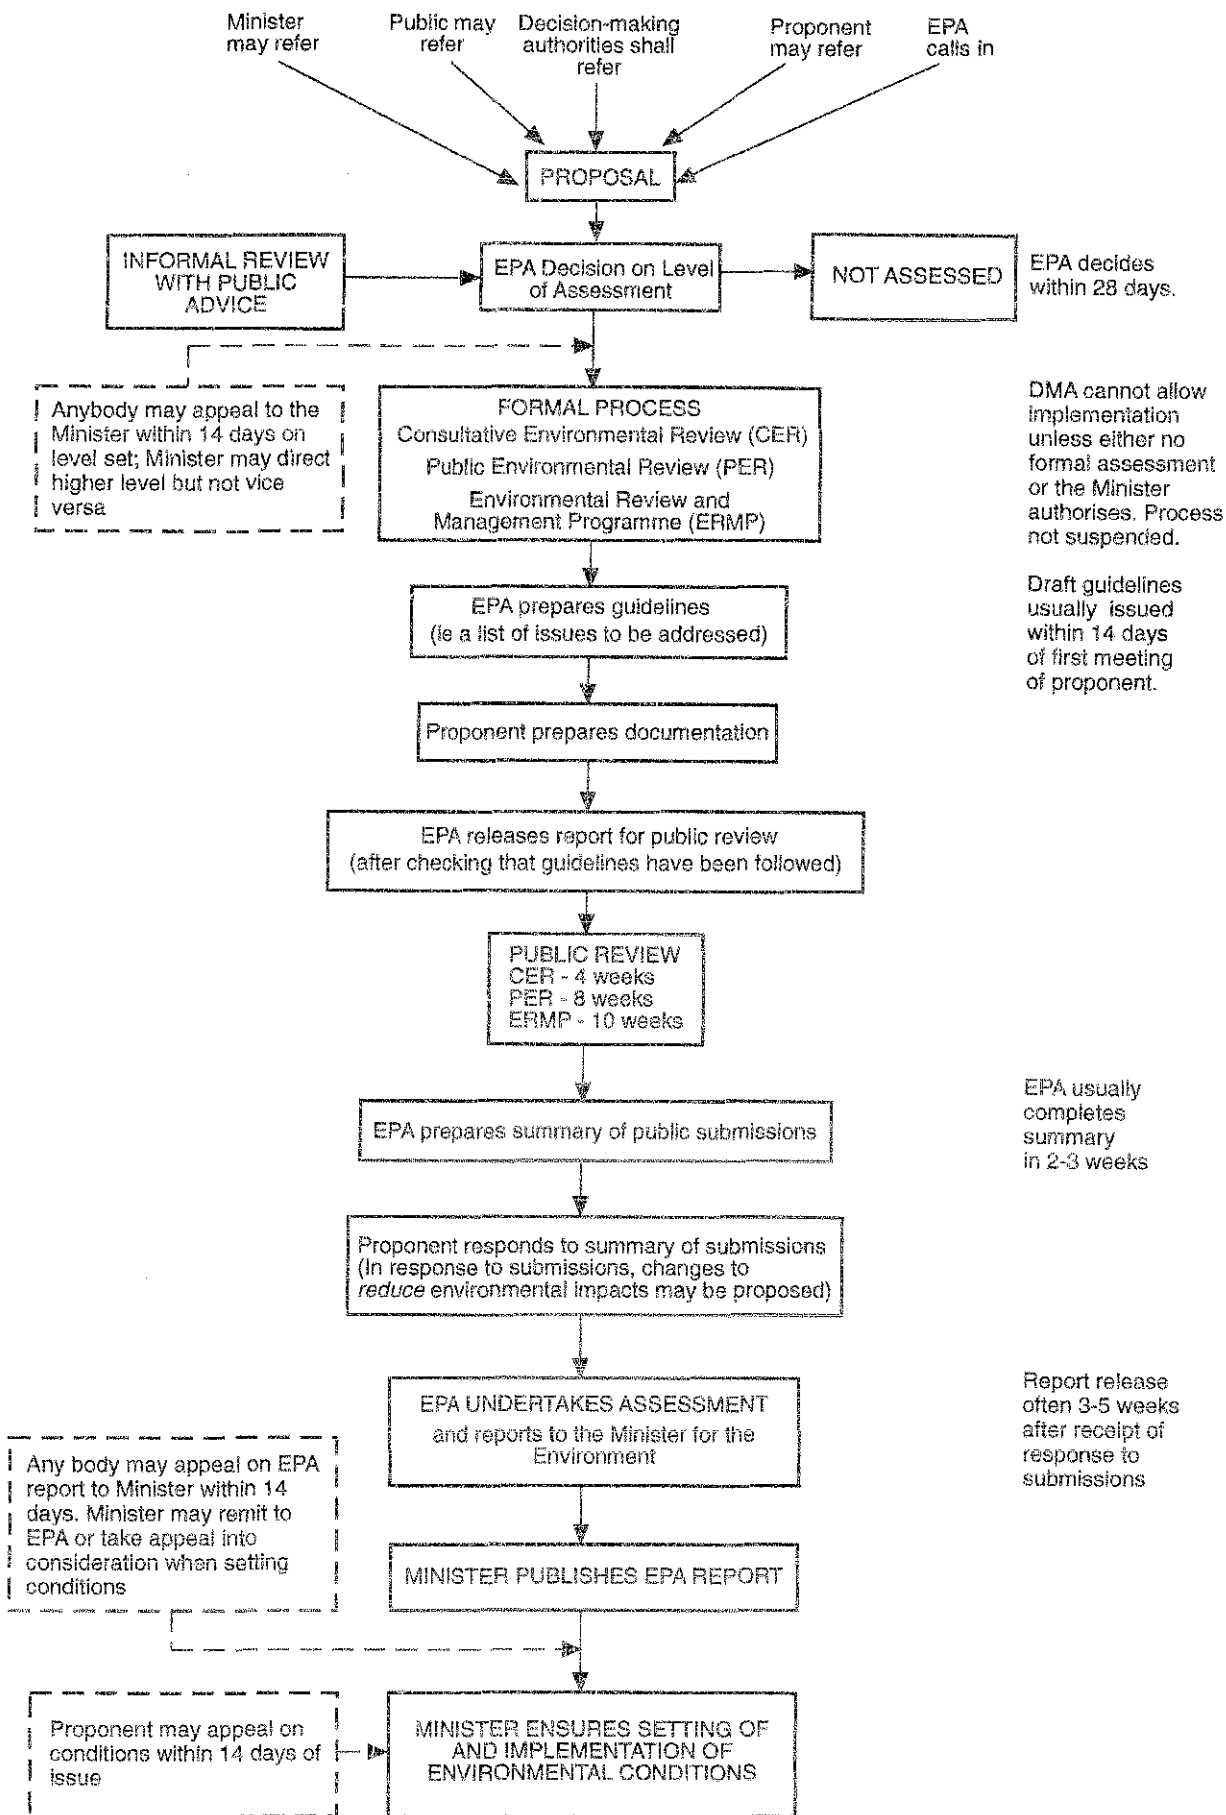 Minister
may refer
Public may
refer
Decision-making
authorities shall
refer
Proponent
may refer
EPA
calls in
PROPOSAL
INFORMAL REVIEW
WITH PUBLIC
ADVICE
EPA Decision on Level
of Assessment
NOT ASSESSED
EPA decides
within 28 days.
Anybody may appeal to the
Minister within 14 days on
level set; Minister may direct
higher level but not vice
versa
FORMAL PROCESS
Consultative Environmental Review (CER)
Public Environmental Review (PER)
Environmental Review and
Management Programme (ERMP)
DMA cannot allow
implementation
unless either no
formal assessment
or the Minister
authorises. Process
not suspended.
EPA prepares guidelines
(ie a list of issues to be addressed)
Draft guidelines
usually issued
within 14 days
of first meeting
of proponent.
Proponent prepares documentation
EPA releases report for public review
(after checking that guidelines have been followed)
PUBLIC REVIEW
CER - 4 weeks
PER - 8 weeks
ERMP - 10 weeks
EPA prepares summary of public submissions
EPA usually
completes
summary
in 2-3 weeks
Proponent responds to summary of submissions
(In response to submissions, changes to
reduce environmental impacts may be proposed)
EPA UNDERTAKES ASSESSMENT
and reports to the Minister for the
Environment
Report release
often 3-5 weeks
after receipt of
response to
submissions
Any body may appeal on EPA
report to Minister within 14
days. Minister may remit to
EPA or take appeal into
consideration when setting
conditions
MINISTER PUBLISHES EPA REPORT
Proponent may appeal on
conditions within 14 days of
issue
MINISTER ENSURES SETTING OF
AND IMPLEMENTATION OF
ENVIRONMENTAL CONDITIONS